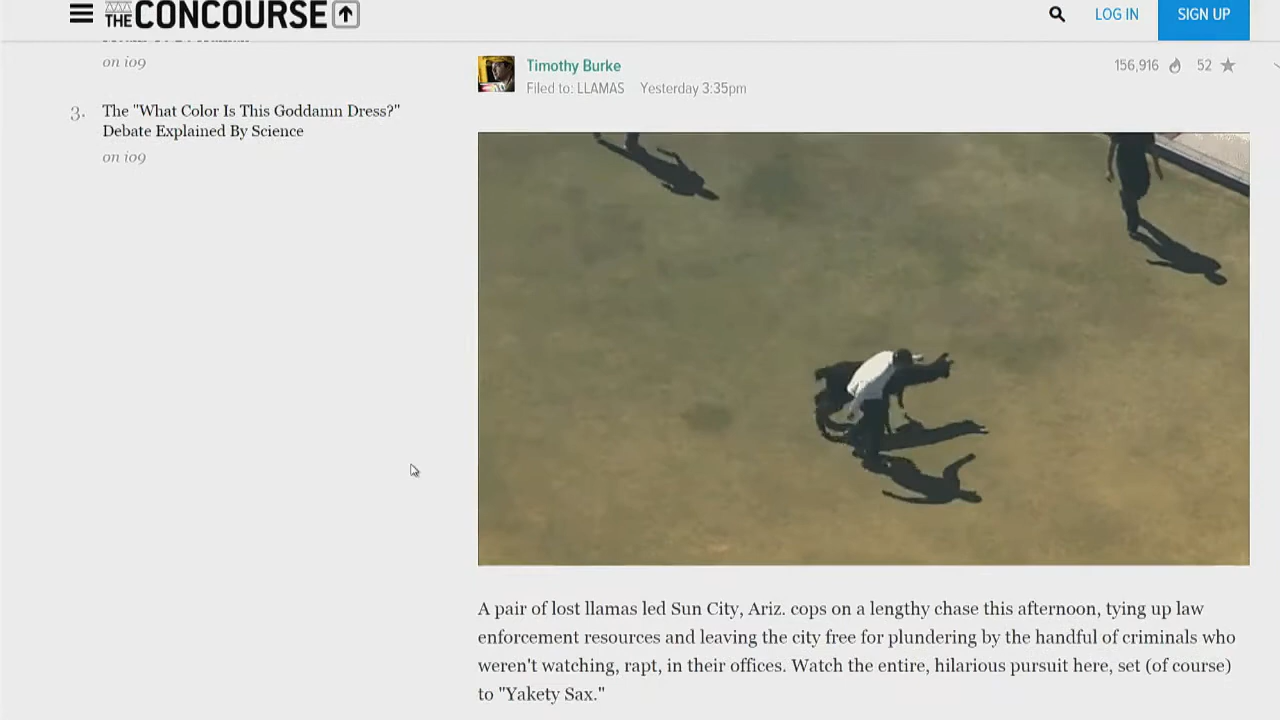 THE CONCOURSE
LOG IN
SIGN UP
on io9
3. The "What Color Is This Goddamn Dress?"
Debate Explained By Science
on io9
Timothy Burke
Filed to: LLAMAS Yesterday 3:35pm
156,916 52
A pair of lost llamas led Sun City, Ariz. cops on a lengthy chase this afternoon, tying up law
enforcement resources and leaving the city free for plundering by the handful of criminals who
weren't watching, rapt, in their offices. Watch the entire, hilarious pursuit here, set (of course)
to "Yakety Sax."